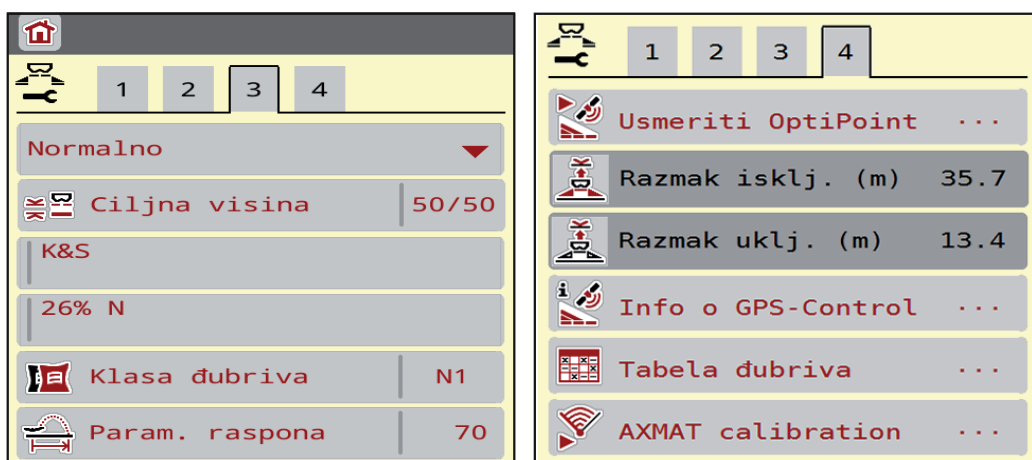 1 2 3 4
Normalno
Ciljna visina 50/50
K&S
26% N
Klasa đubriva N1
Param. raspona 70
1 2 3 4
Usmeriti OptiPoint ...
Razmak isklj. (m) 35.7
Razmak uklj. (m) 13.4
Info o GPS-Control ...
Tabela đubriva ...
AXMAT calibration ...